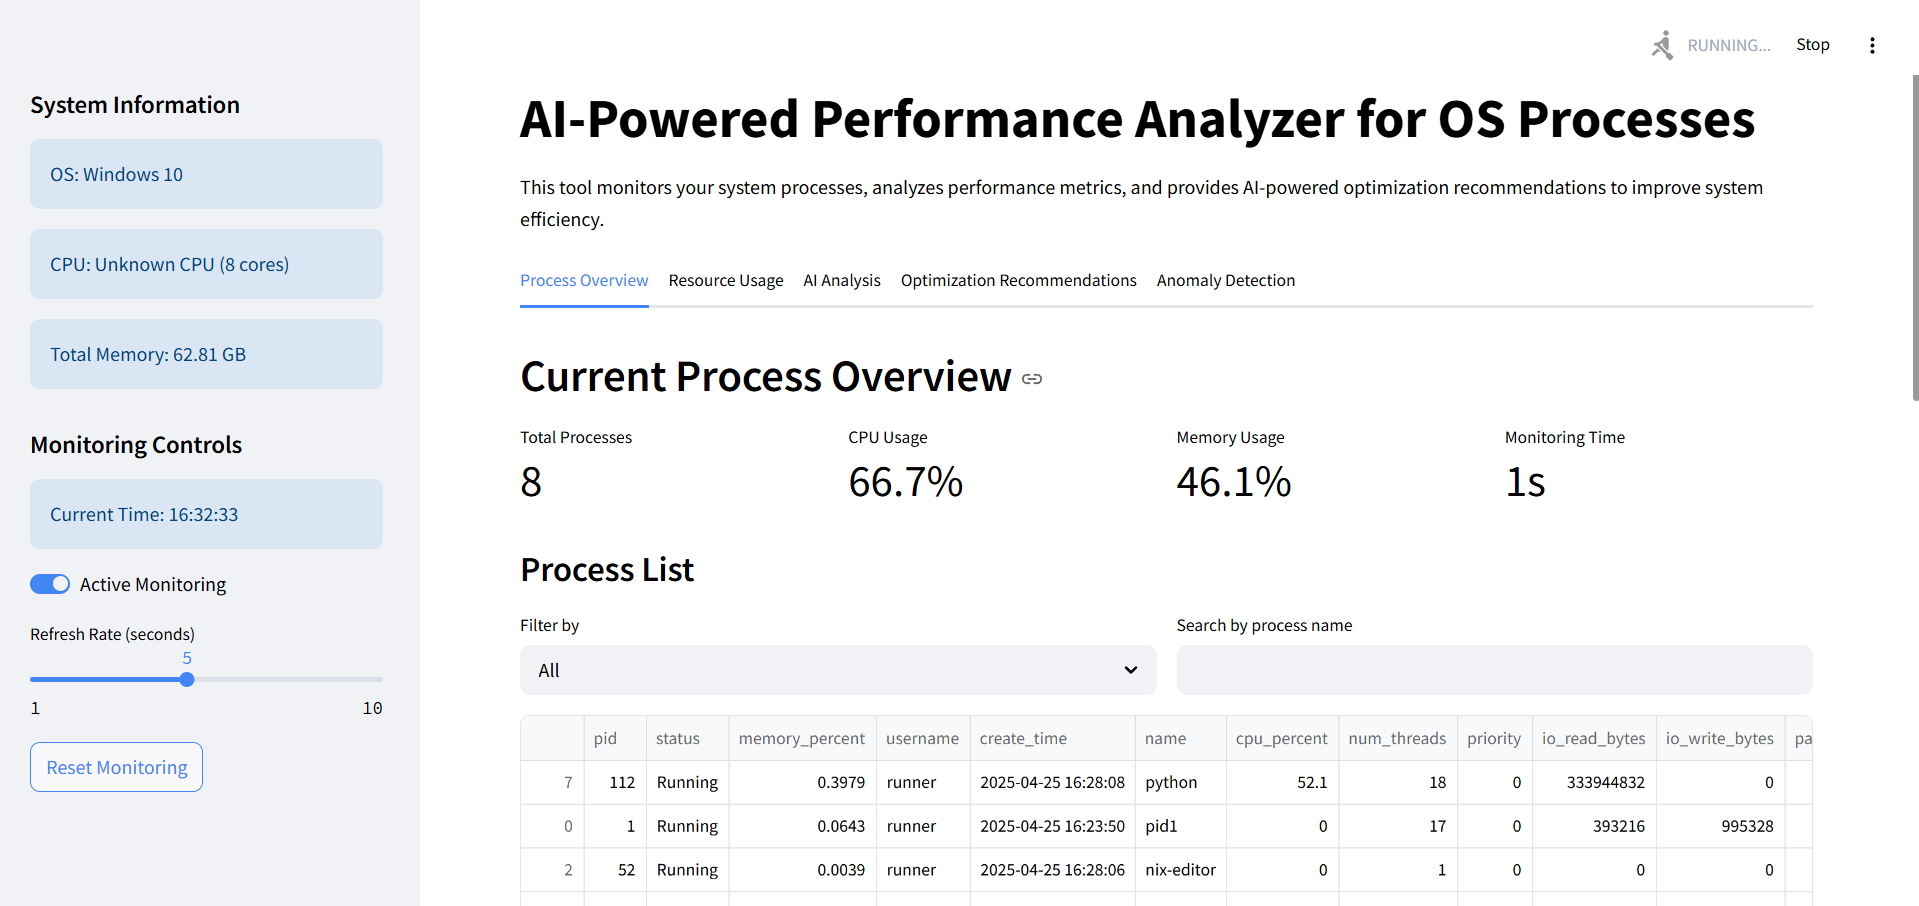 RUNNING...
Stop
System Information
OS: Windows 10
CPU: Unknown CPU (8 cores)
Total Memory: 62.81 GB
Monitoring Controls
Current Time: 16:32:33
Active Monitoring
Refresh Rate (seconds)
5
1 10
Reset Monitoring
AI-Powered Performance Analyzer for OS Processes
This tool monitors your system processes, analyzes performance metrics, and provides AI-powered optimization recommendations to improve system
efficiency.
Process Overview Resource Usage AI Analysis Optimization Recommendations Anomaly Detection
Current Process Overview
Total Processes CPU Usage Memory Usage Monitoring Time
8 66.7% 46.1% 1s
Process List
Filter by Search by process name
All
pid status memory_percent username create_time name cpu_percent num_threads priority io_read_bytes io_write_bytes pa
7 112 Running 0.3979 runner 2025-04-25 16:28:08 python 52.1 18 0 333944832 0
0 1 Running 0.0643 runner 2025-04-25 16:23:50 pid1 0 17 0 393216 995328
2 52 Running 0.0039 runner 2025-04-25 16:28:06 nix-editor 0 1 0 0 0